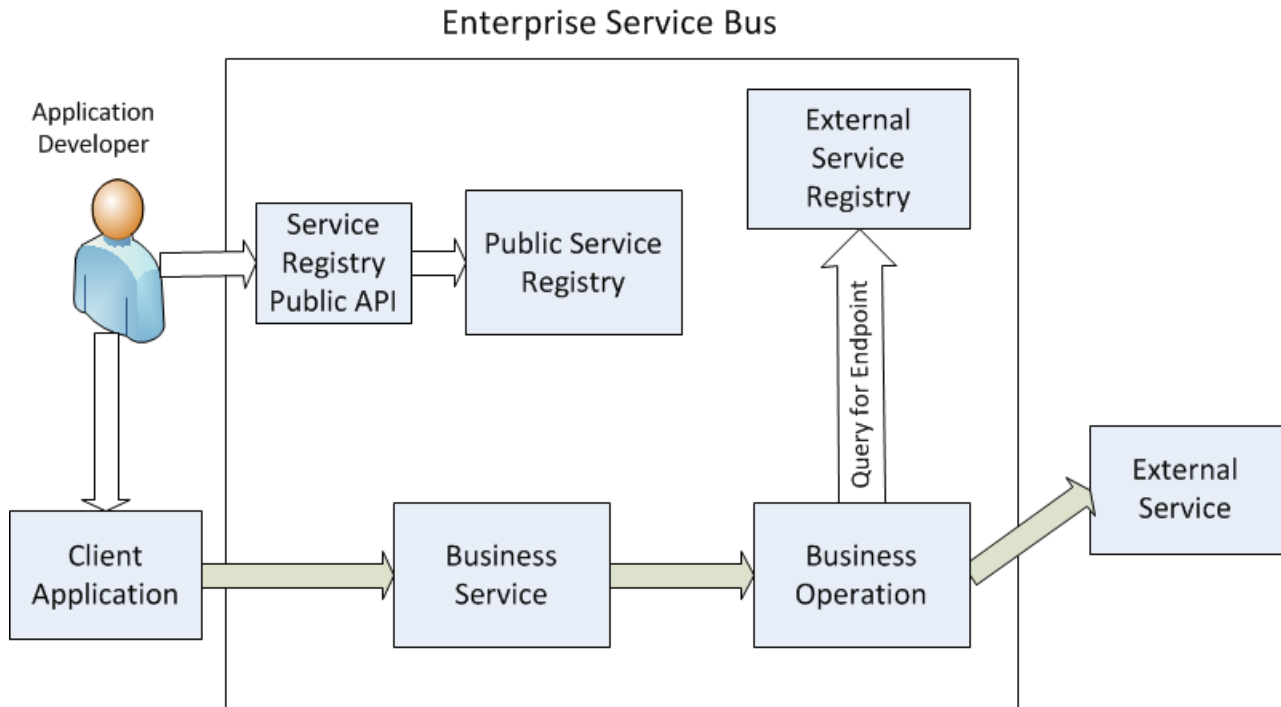 Enterprise Service Bus
Application
Developer
External
Service
Registry
Service
Registry
Public API
Public Service
Registry
Query for Endpoint
External
Service
Client
Application
Business
Service
Business
Operation